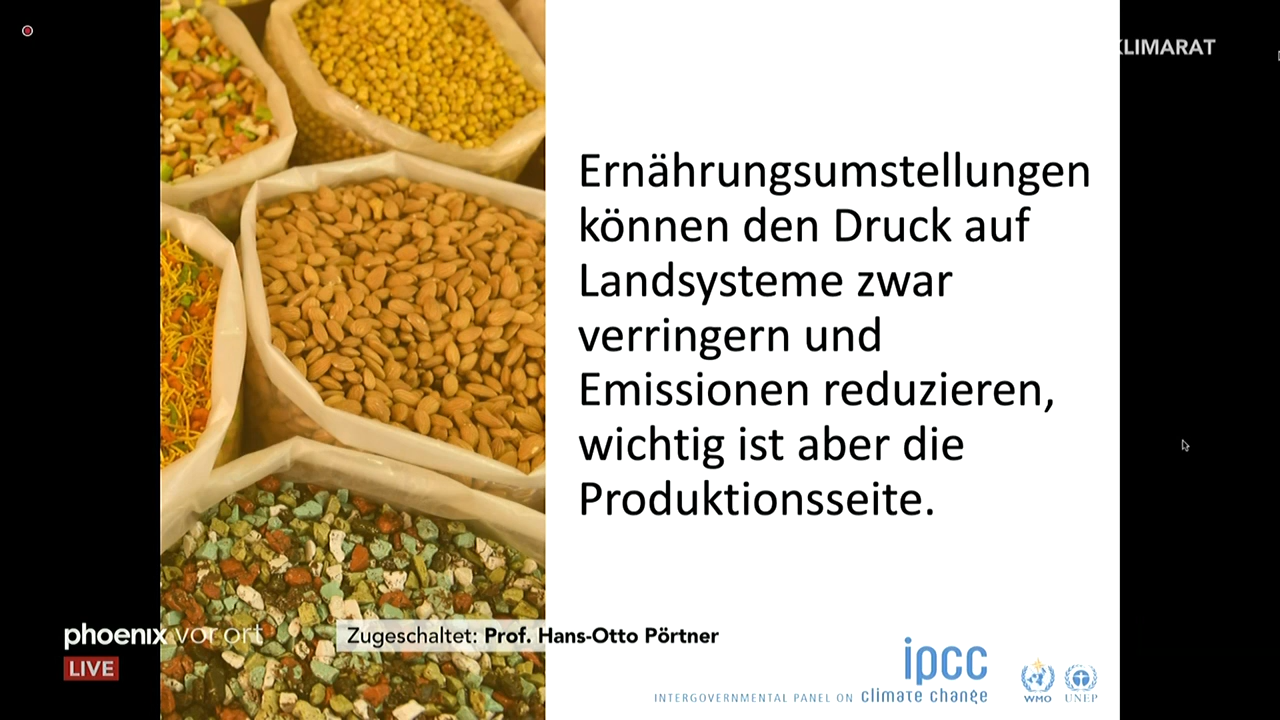 KLIMARAT
Ernährungsumstellungen
können den Druck auf
Landsysteme zwar
verringern und
Emissionen reduzieren,
wichtig ist aber die
Produktionsseite.
phoenix vor ort
LIVE
Zugeschaltet: Prof. Hans-Otto Pörtner
ipcc
INTERGOVERNMENTAL PANEL ON climate change
WMO
UNEP